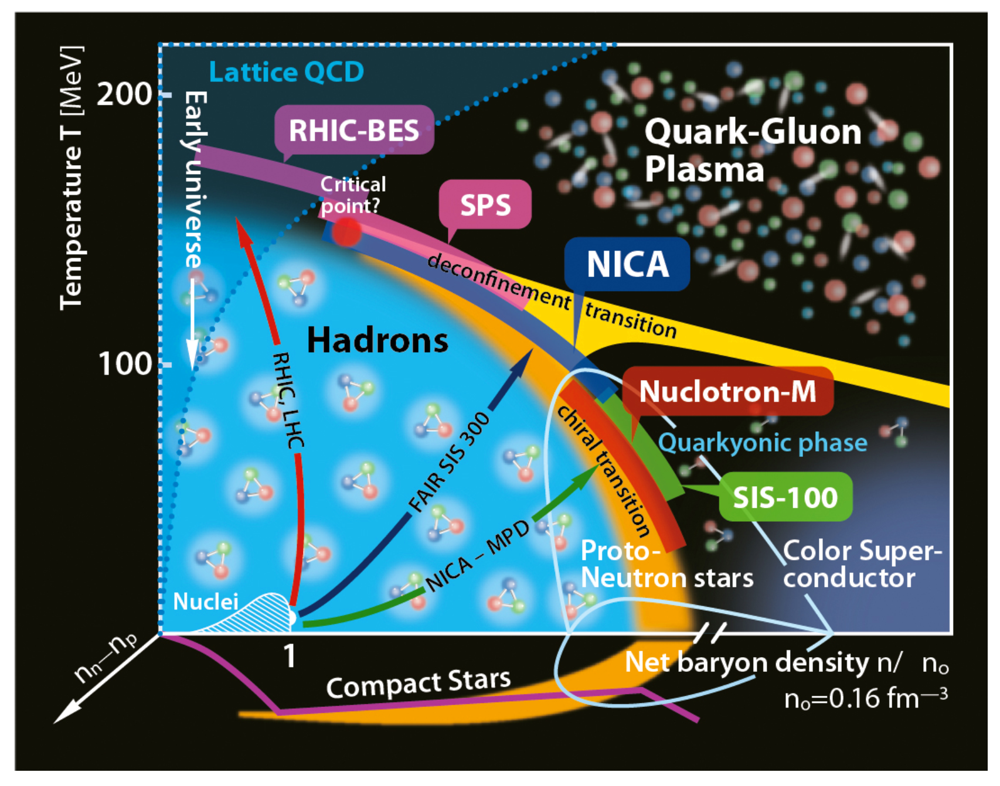 Temperature T [MeV]
200
100
Lattice QCD
Early universe
RHIC-BES
Critical
point?
SPS
Quark-Gluon
Plasma
NICA
deconfinement transition
Hadrons
RHIC, LHC
FAIR SIS 300
NICA – MPD
Nuclotron-M
chiral transition
Quarkyonic phase
SIS-100
Proto-
Neutron stars
Color Super-
conductor
Nuclei
nn—np
1
Compact Stars
Net baryon density n/ no
no=0.16 fm—3